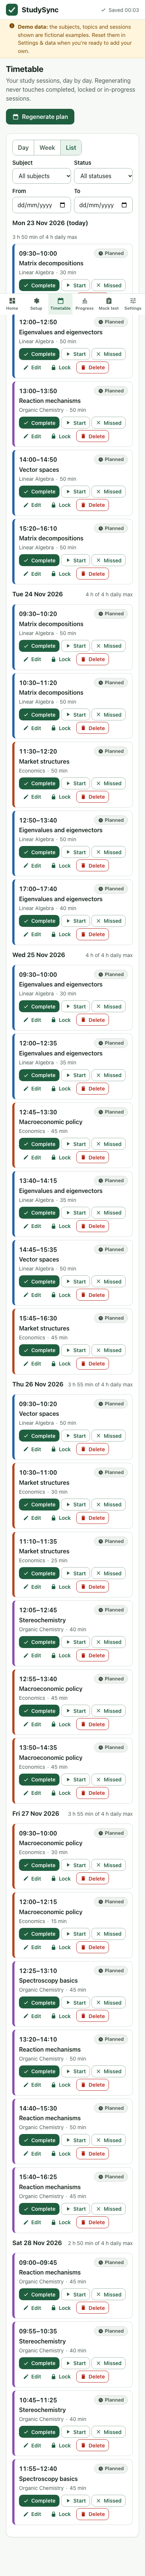 StudySync
Saved 00:03
Demo data: the subjects, topics and sessions
shown are fictional examples. Reset them in
Settings & data when you're ready to add your
own.
Timetable
Your study sessions, day by day. Regenerating
never touches completed, locked or in-progress
sessions.
Regenerate plan
Day Week List
Subject Status
All subjects All statuses
From To
dd/mm/yyyy dd/mm/yyyy
Mon 23 Nov 2026 (today)
3 h 50 min of 4 h daily max
09:30–10:00 Planned
Matrix decompositions
Linear Algebra · 30 min
Complete Start Missed
Home Setup Timetable Progress Mock test Settings
12:00–12:50 Planned
Eigenvalues and eigenvectors
Linear Algebra · 50 min
Complete Start Missed
Edit Lock Delete
13:00–13:50 Planned
Reaction mechanisms
Organic Chemistry · 50 min
Complete Start Missed
Edit Lock Delete
14:00–14:50 Planned
Vector spaces
Linear Algebra · 50 min
Complete Start Missed
Edit Lock Delete
15:20–16:10 Planned
Matrix decompositions
Linear Algebra · 50 min
Complete Start Missed
Edit Lock Delete
Tue 24 Nov 2026 4 h of 4 h daily max
09:30–10:20 Planned
Matrix decompositions
Linear Algebra · 50 min
Complete Start Missed
Edit Lock Delete
10:30–11:20 Planned
Matrix decompositions
Linear Algebra · 50 min
Complete Start Missed
Edit Lock Delete
11:30–12:20 Planned
Market structures
Economics · 50 min
Complete Start Missed
Edit Lock Delete
12:50–13:40 Planned
Eigenvalues and eigenvectors
Linear Algebra · 50 min
Complete Start Missed
Edit Lock Delete
17:00–17:40 Planned
Eigenvalues and eigenvectors
Linear Algebra · 40 min
Complete Start Missed
Edit Lock Delete
Wed 25 Nov 2026 4 h of 4 h daily max
09:30–10:00 Planned
Eigenvalues and eigenvectors
Linear Algebra · 30 min
Complete Start Missed
Edit Lock Delete
12:00–12:35 Planned
Eigenvalues and eigenvectors
Linear Algebra · 35 min
Complete Start Missed
Edit Lock Delete
12:45–13:30 Planned
Macroeconomic policy
Economics · 45 min
Complete Start Missed
Edit Lock Delete
13:40–14:15 Planned
Eigenvalues and eigenvectors
Linear Algebra · 35 min
Complete Start Missed
Edit Lock Delete
14:45–15:35 Planned
Vector spaces
Linear Algebra · 50 min
Complete Start Missed
Edit Lock Delete
15:45–16:30 Planned
Market structures
Economics · 45 min
Complete Start Missed
Edit Lock Delete
Thu 26 Nov 2026 3 h 55 min of 4 h daily max
09:30–10:20 Planned
Vector spaces
Linear Algebra · 50 min
Complete Start Missed
Edit Lock Delete
10:30–11:00 Planned
Market structures
Economics · 30 min
Complete Start Missed
Edit Lock Delete
11:10–11:35 Planned
Market structures
Economics · 25 min
Complete Start Missed
Edit Lock Delete
12:05–12:45 Planned
Stereochemistry
Organic Chemistry · 40 min
Complete Start Missed
Edit Lock Delete
12:55–13:40 Planned
Macroeconomic policy
Economics · 45 min
Complete Start Missed
Edit Lock Delete
13:50–14:35 Planned
Macroeconomic policy
Economics · 45 min
Complete Start Missed
Edit Lock Delete
Fri 27 Nov 2026 3 h 55 min of 4 h daily max
09:30–10:00 Planned
Macroeconomic policy
Economics · 30 min
Complete Start Missed
Edit Lock Delete
12:00–12:15 Planned
Macroeconomic policy
Economics · 15 min
Complete Start Missed
Edit Lock Delete
12:25–13:10 Planned
Spectroscopy basics
Organic Chemistry · 45 min
Complete Start Missed
Edit Lock Delete
13:20–14:10 Planned
Reaction mechanisms
Organic Chemistry · 50 min
Complete Start Missed
Edit Lock Delete
14:40–15:30 Planned
Reaction mechanisms
Organic Chemistry · 50 min
Complete Start Missed
Edit Lock Delete
15:40–16:25 Planned
Reaction mechanisms
Organic Chemistry · 45 min
Complete Start Missed
Edit Lock Delete
Sat 28 Nov 2026 2 h 50 min of 4 h daily max
09:00–09:45 Planned
Reaction mechanisms
Organic Chemistry · 45 min
Complete Start Missed
Edit Lock Delete
09:55–10:35 Planned
Stereochemistry
Organic Chemistry · 40 min
Complete Start Missed
Edit Lock Delete
10:45–11:25 Planned
Stereochemistry
Organic Chemistry · 40 min
Complete Start Missed
Edit Lock Delete
11:55–12:40 Planned
Spectroscopy basics
Organic Chemistry · 45 min
Complete Start Missed
Edit Lock Delete